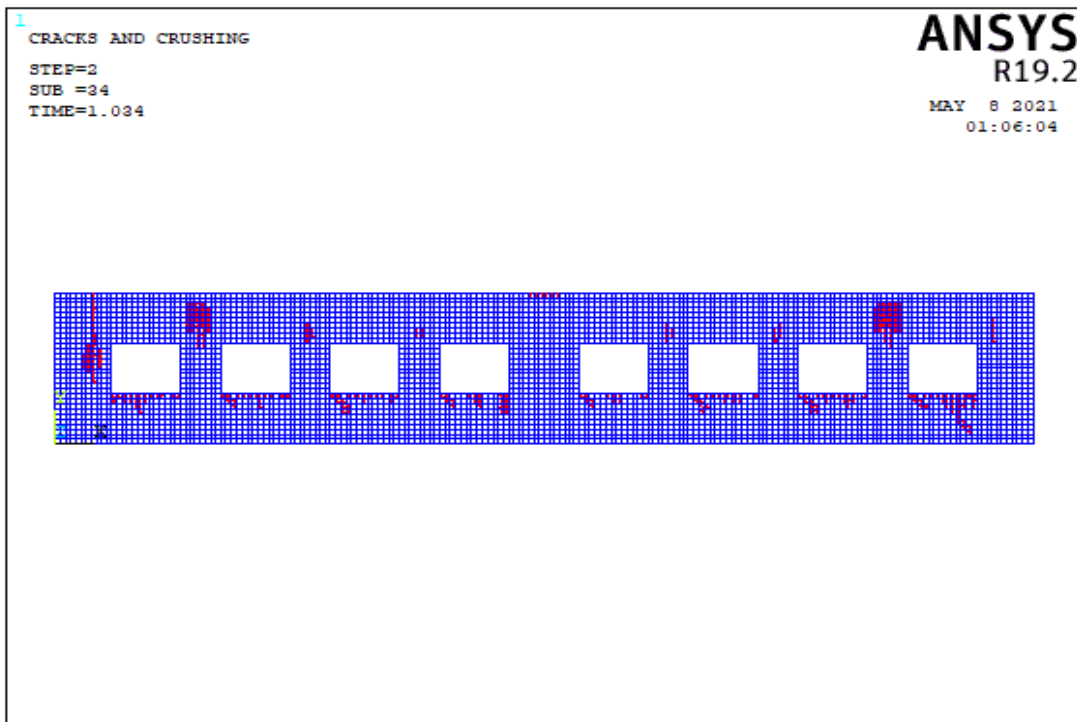 1
CRACKS AND CRUSHING
STEP=2
SUB =34
TIME=1.034
ANSYS
R19.2
MAY  8 2021
01:06:04
Y
Z
X